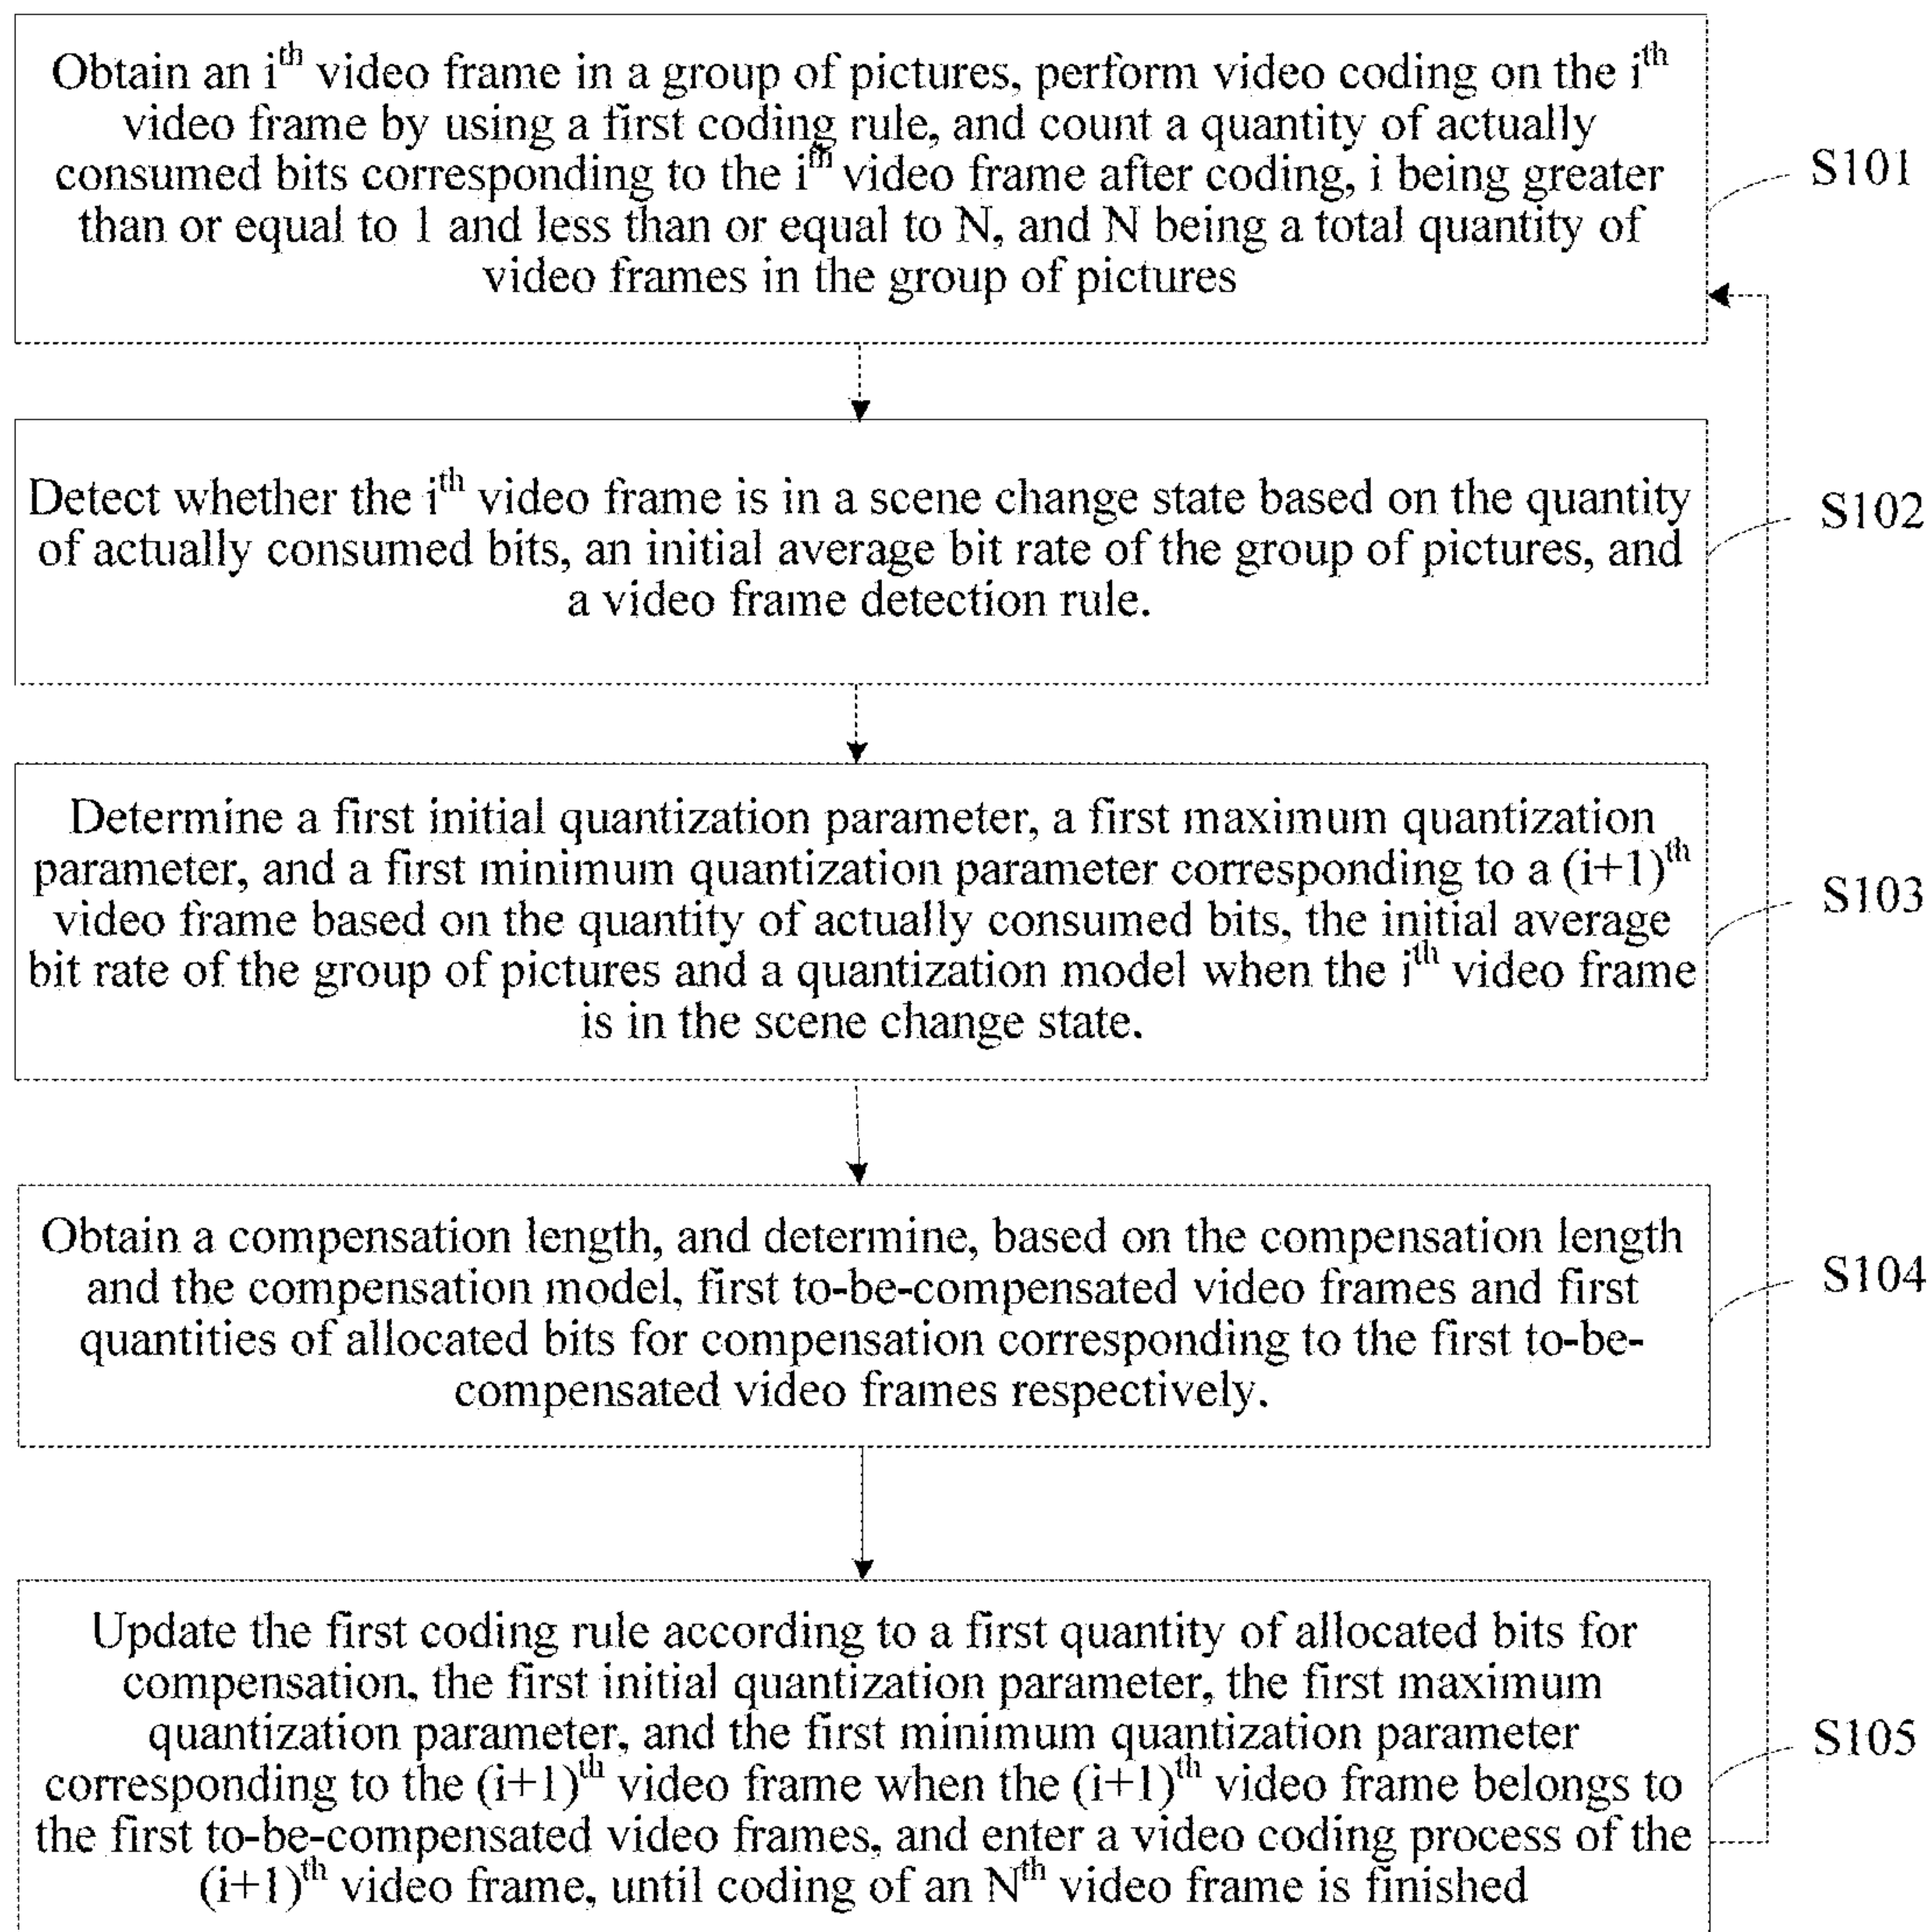 Obtain an iᵗʰ video frame in a group of pictures, perform video coding on the iᵗʰ
video frame by using a first coding rule, and count a quantity of actually
consumed bits corresponding to the iᵗʰ video frame after coding, i being greater
than or equal to 1 and less than or equal to N, and N being a total quantity of
video frames in the group of pictures
S101
Detect whether the iᵗʰ video frame is in a scene change state based on the quantity
of actually consumed bits, an initial average bit rate of the group of pictures, and
a video frame detection rule.
S102
Determine a first initial quantization parameter, a first maximum quantization
parameter, and a first minimum quantization parameter corresponding to a (i+1)ᵗʰ
video frame based on the quantity of actually consumed bits, the initial average
bit rate of the group of pictures and a quantization model when the iᵗʰ video frame
is in the scene change state.
S103
Obtain a compensation length, and determine, based on the compensation length
and the compensation model, first to-be-compensated video frames and first
quantities of allocated bits for compensation corresponding to the first to-be-
compensated video frames respectively.
S104
Update the first coding rule according to a first quantity of allocated bits for
compensation, the first initial quantization parameter, the first maximum
quantization parameter, and the first minimum quantization parameter
corresponding to the (i+1)ᵗʰ video frame when the (i+1)ᵗʰ video frame belongs to
the first to-be-compensated video frames, and enter a video coding process of the
(i+1)ᵗʰ video frame, until coding of an Nᵗʰ video frame is finished
S105